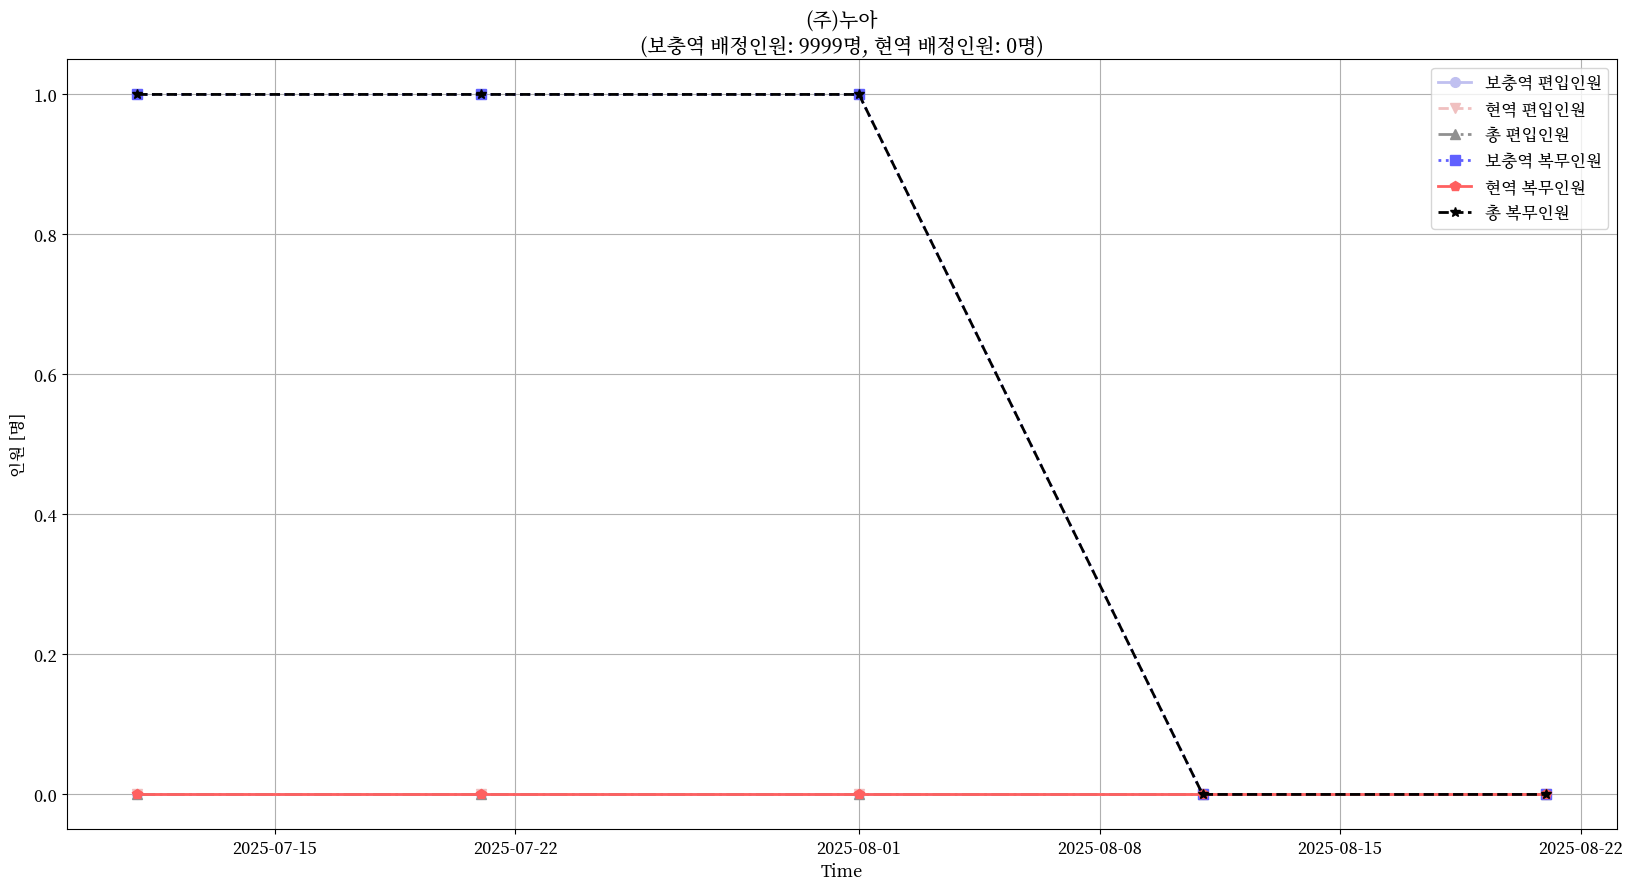 (주)누아
(보충역 배정인원: 9999명, 현역 배정인원: 0명)
보충역 편입인원
현역 편입인원
총 편입인원
보충역 복무인원
현역 복무인원
총 복무인원
인원 [명]
1.0
0.8
0.6
0.4
0.2
0.0
2025-07-15
2025-07-22
2025-08-01
2025-08-08
2025-08-15
2025-08-22
Time